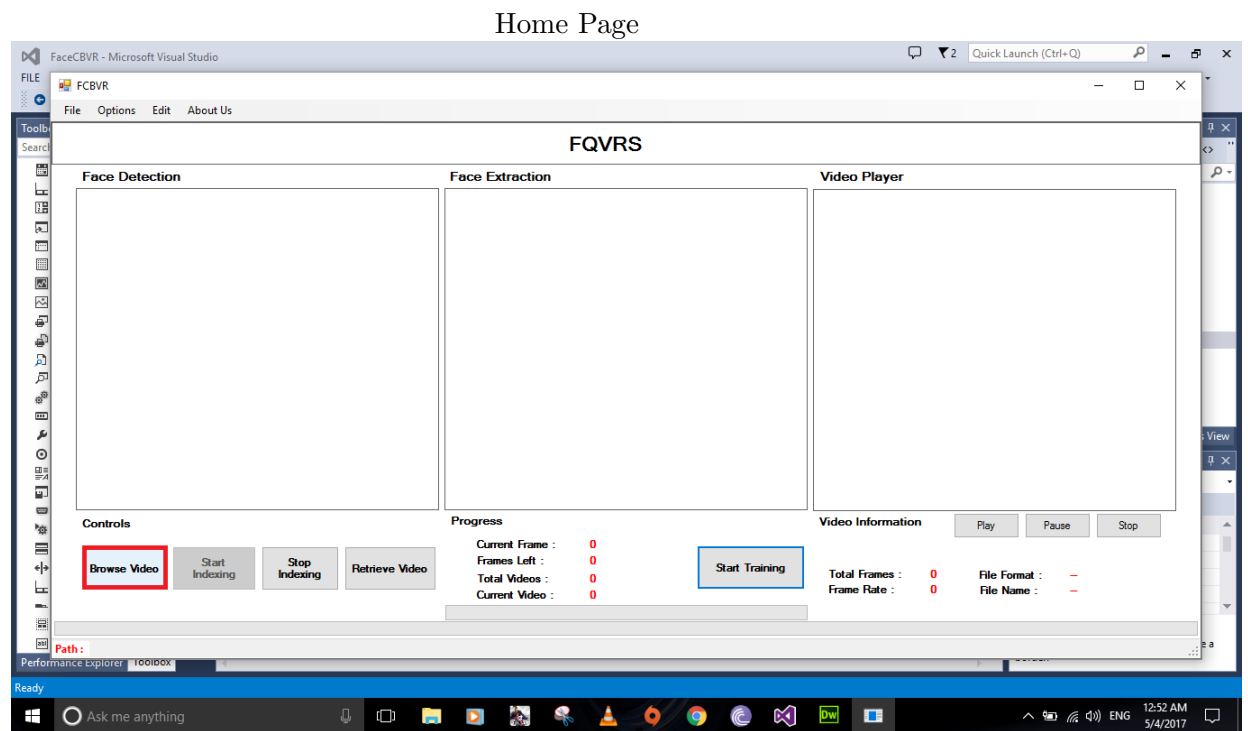 Home Page
FaceCBVR - Microsoft Visual Studio
2
Quick Launch (Ctrl+Q)
FILE
FCBVR
File Options Edit About Us
FQVRS
Face Detection
Face Extraction
Video Player
View
Controls
Browse Video
Start Indexing
Stop Indexing
Retrieve Video
Progress
Current Frame : 0
Frames Left : 0
Total Videos : 0
Current Video : 0
Start Training
Video Information
Play
Pause
Stop
Total Frames : 0
File Format : –
Frame Rate : 0
File Name : –
Path :
Performance Explorer Toolbox
Ready
Ask me anything
Dw
ENG
12:52 AM
5/4/2017